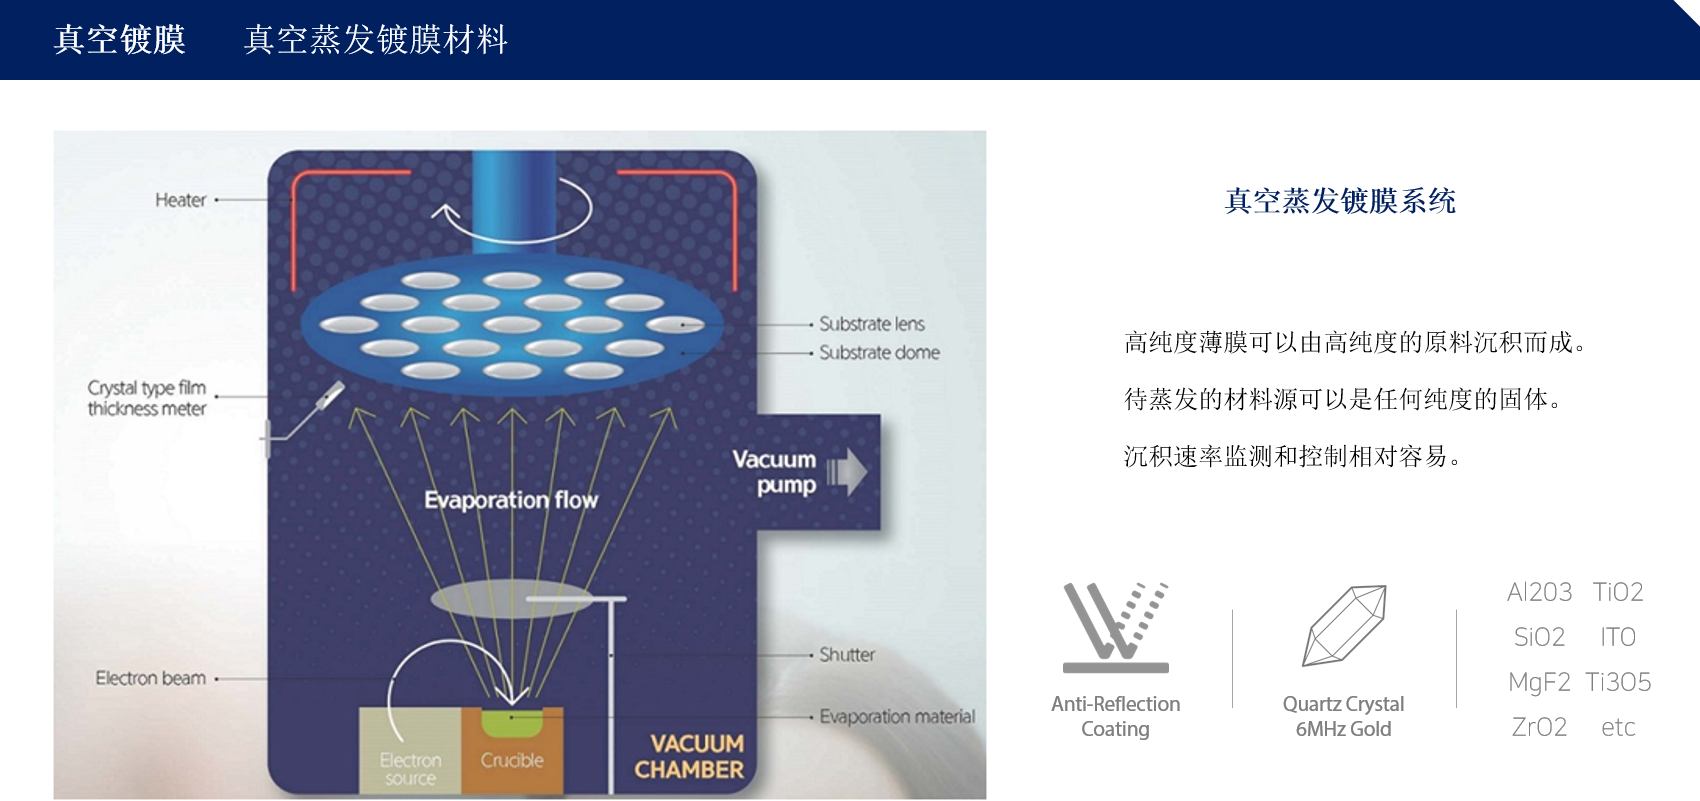 真空镀膜 真空蒸发镀膜材料
Heater
Crystal type film
thickness meter
Substrate lens
Substrate dome
Vacuum
pump
Evaporation flow
Electron beam
Shutter
Evaporation material
Electron
source
Crucible
VACUUM
CHAMBER
真空蒸发镀膜系统
高纯度薄膜可以由高纯度的原料沉积而成。
待蒸发的材料源可以是任何纯度的固体。
沉积速率监测和控制相对容易。
Anti-Reflection
Coating
Quartz Crystal
6MHz Gold
Al2O3 TiO2
SiO2 ITO
MgF2 Ti3O5
ZrO2 etc